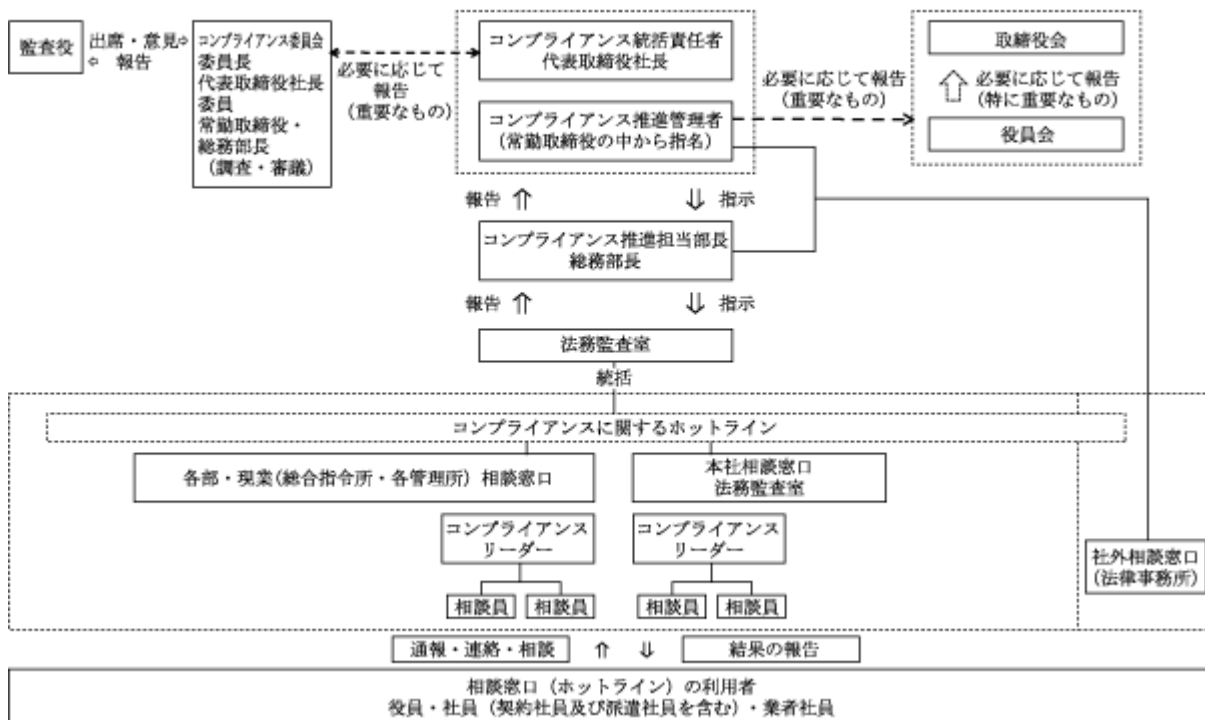 監査役
出席・意見⇨
⇦ 報告
コンプライアンス委員会
委員長
代表取締役社長
委員
常勤取締役・
総務部長
(調査・審議)
必要に応じて
報告
(重要なもの)
コンプライアンス統括責任者
代表取締役社長
コンプライアンス推進管理者
(常勤取締役の中から指名)
必要に応じて報告
(重要なもの)
取締役会
必要に応じて報告
(特に重要なもの)
役員会
報告 ⇑ ⇓ 指示
コンプライアンス推進担当部長
総務部長
報告 ⇑ ⇓ 指示
法務監査室
統括
コンプライアンスに関するホットライン
各部・現業(総合指令所・各管理所) 相談窓口
本社相談窓口
法務監査室
コンプライアンス
リーダー
コンプライアンス
リーダー
相談員 相談員 相談員 相談員
社外相談窓口
(法律事務所)
通報・連絡・相談 ⇑ ⇓ 結果の報告
相談窓口(ホットライン)の利用者
役員・社員(契約社員及び派遣社員を含む)・業者社員